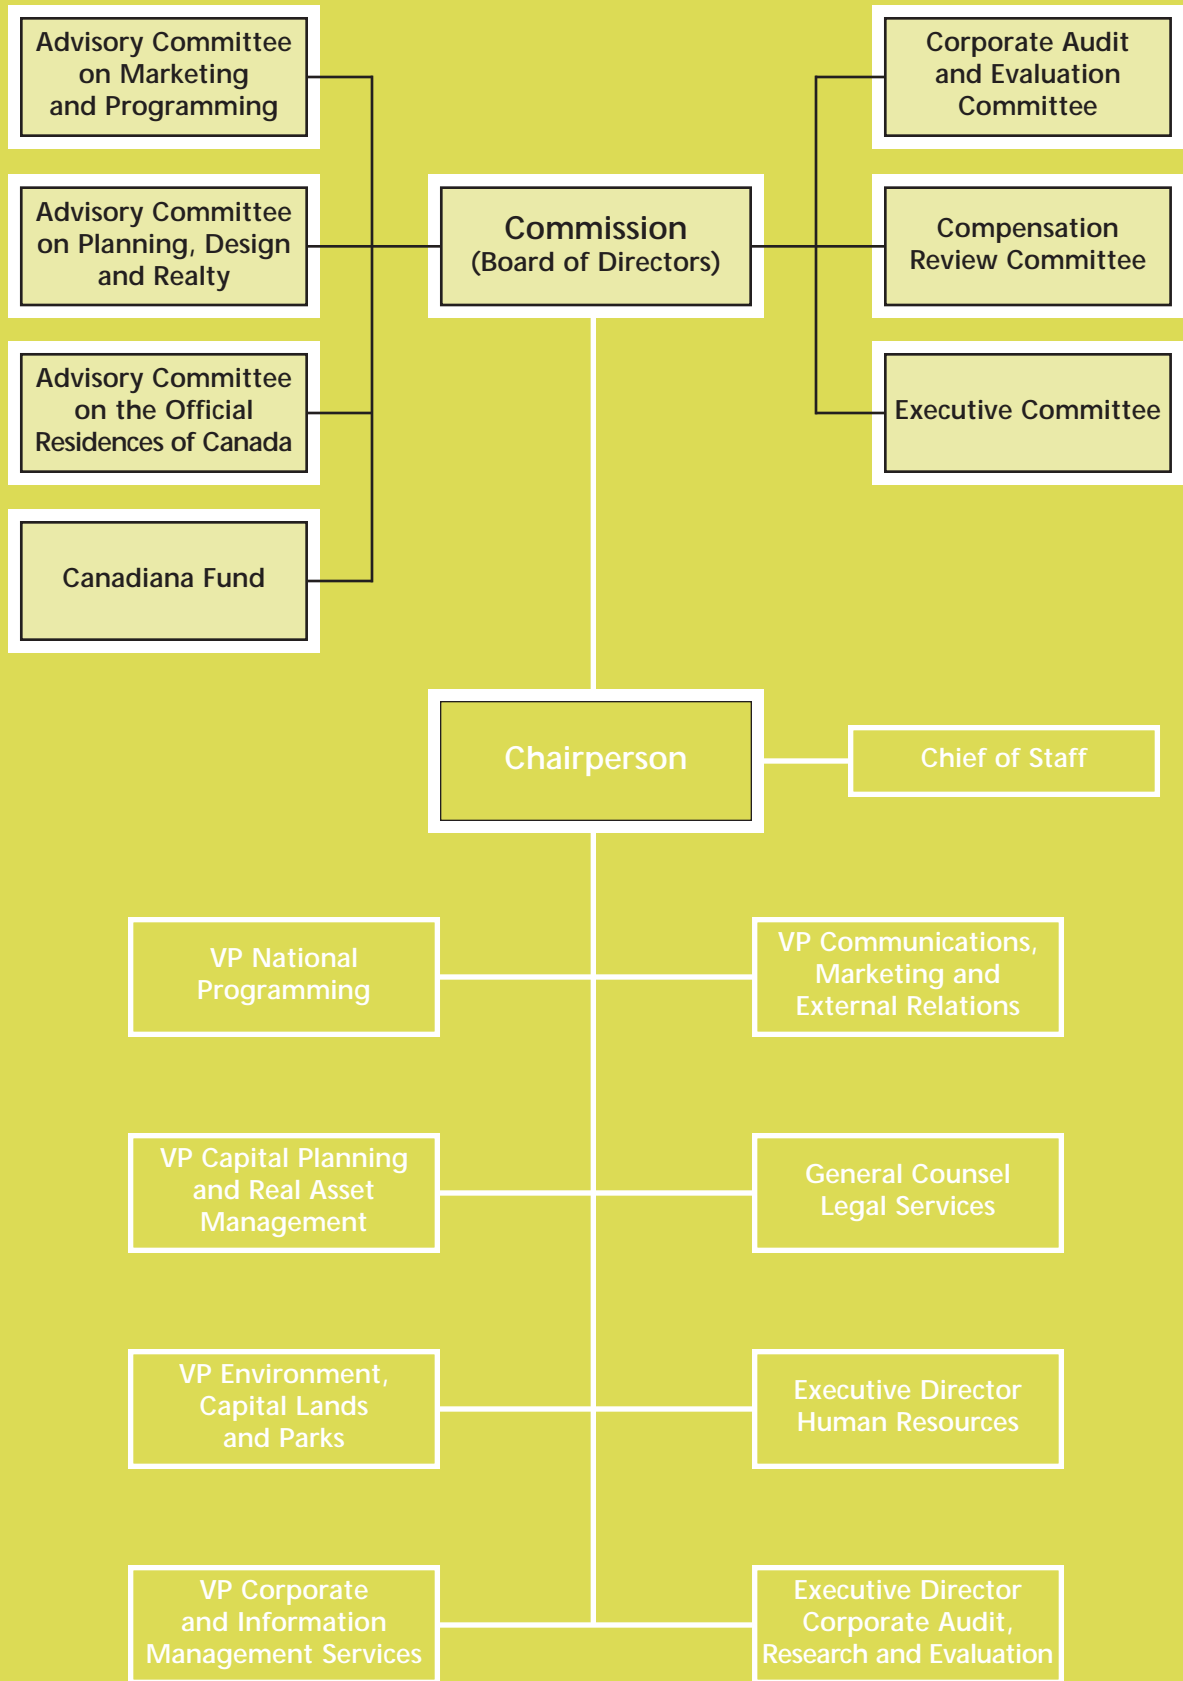 Advisory Committee
on Marketing
and Programming
Corporate Audit
and Evaluation
Committee
Advisory Committee
on Planning, Design
and Realty
Commission
(Board of Directors)
Compensation
Review Committee
Advisory Committee
on the Official
Residences of Canada
Executive Committee
Canadiana Fund
Chairperson
Chief of Staff
VP National
Programming
VP Communications,
Marketing and
External Relations
VP Capital Planning
and Real Asset
Management
General Counsel
Legal Services
VP Environment,
Capital Lands
and Parks
Executive Director
Human Resources
VP Corporate
and Information
Management Services
Executive Director
Corporate Audit,
Research and Evaluation